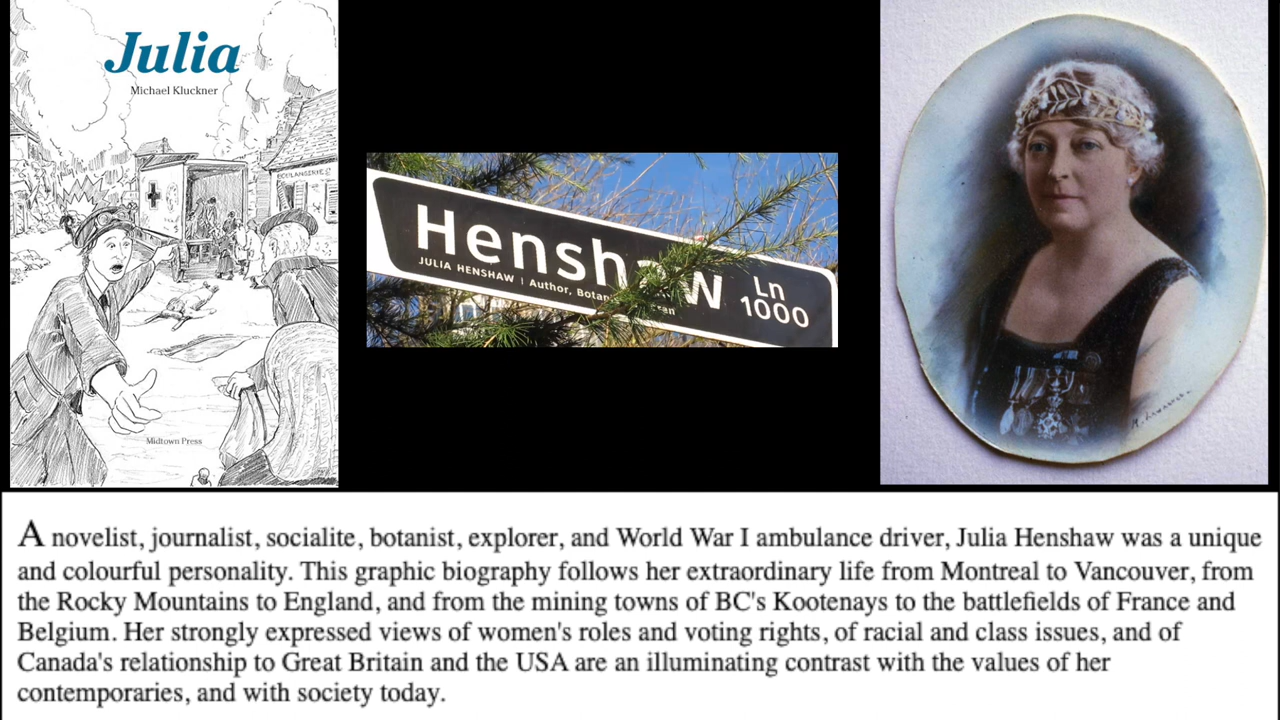 Julia
Michael Kluckner
BOULANGERIES
Midtown Press
Henshaw Ln
1000
JULIA HENSHAW | Author,
A novelist, journalist, socialite, botanist, explorer, and World War I ambulance driver, Julia Henshaw was a unique
and colourful personality. This graphic biography follows her extraordinary life from Montreal to Vancouver, from
the Rocky Mountains to England, and from the mining towns of BC's Kootenays to the battlefields of France and
Belgium. Her strongly expressed views of women's roles and voting rights, of racial and class issues, and of
Canada's relationship to Great Britain and the USA are an illuminating contrast with the values of her
contemporaries, and with society today.